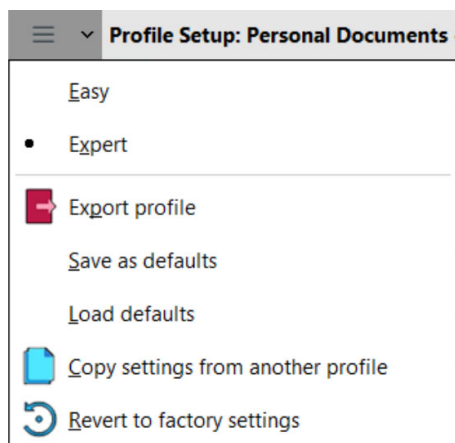 Profile Setup: Personal Documents
Easy
Expert
Export profile
Save as defaults
Load defaults
Copy settings from another profile
Revert to factory settings